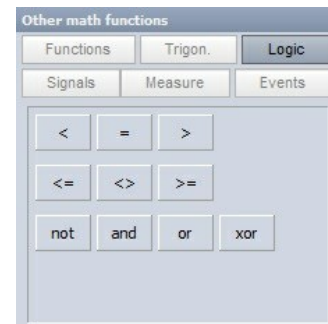 Other math functions
Functions Trigon. Logic
Signals Measure Events
< = >
<= <> >=
not and or xor